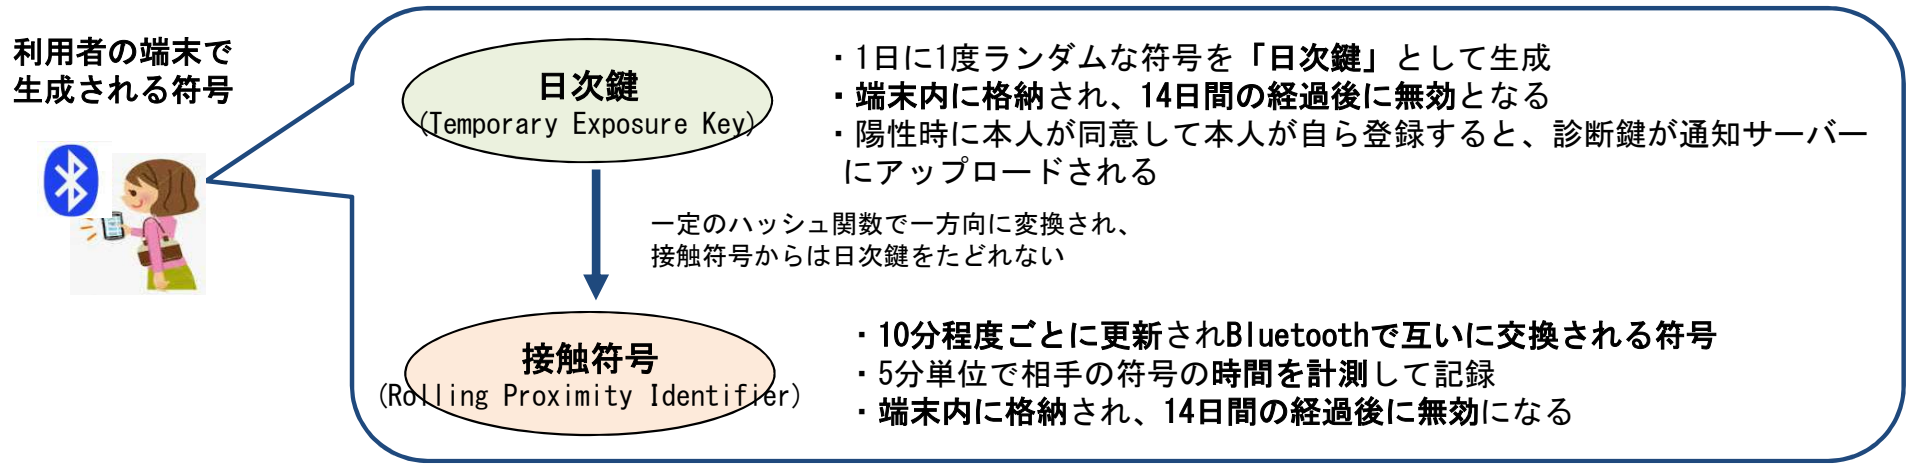 利用者の端末で
生成される符号
日次鍵
(Temporary Exposure Key)
・1日に1度ランダムな符号を「日次鍵」として生成
・端末内に格納され、14日間の経過後に無効となる
・陽性時に本人が同意して本人が自ら登録すると、診断鍵が通知サーバー
にアップロードされる
一定のハッシュ関数で一方向に変換され、
接触符号からは日次鍵をたどれない
接触符号
(Rolling Proximity Identifier)
・10分程度ごとに更新されBluetoothで互いに交換される符号
・5分単位で相手の符号の時間を計測して記録
・端末内に格納され、14日間の経過後に無効になる